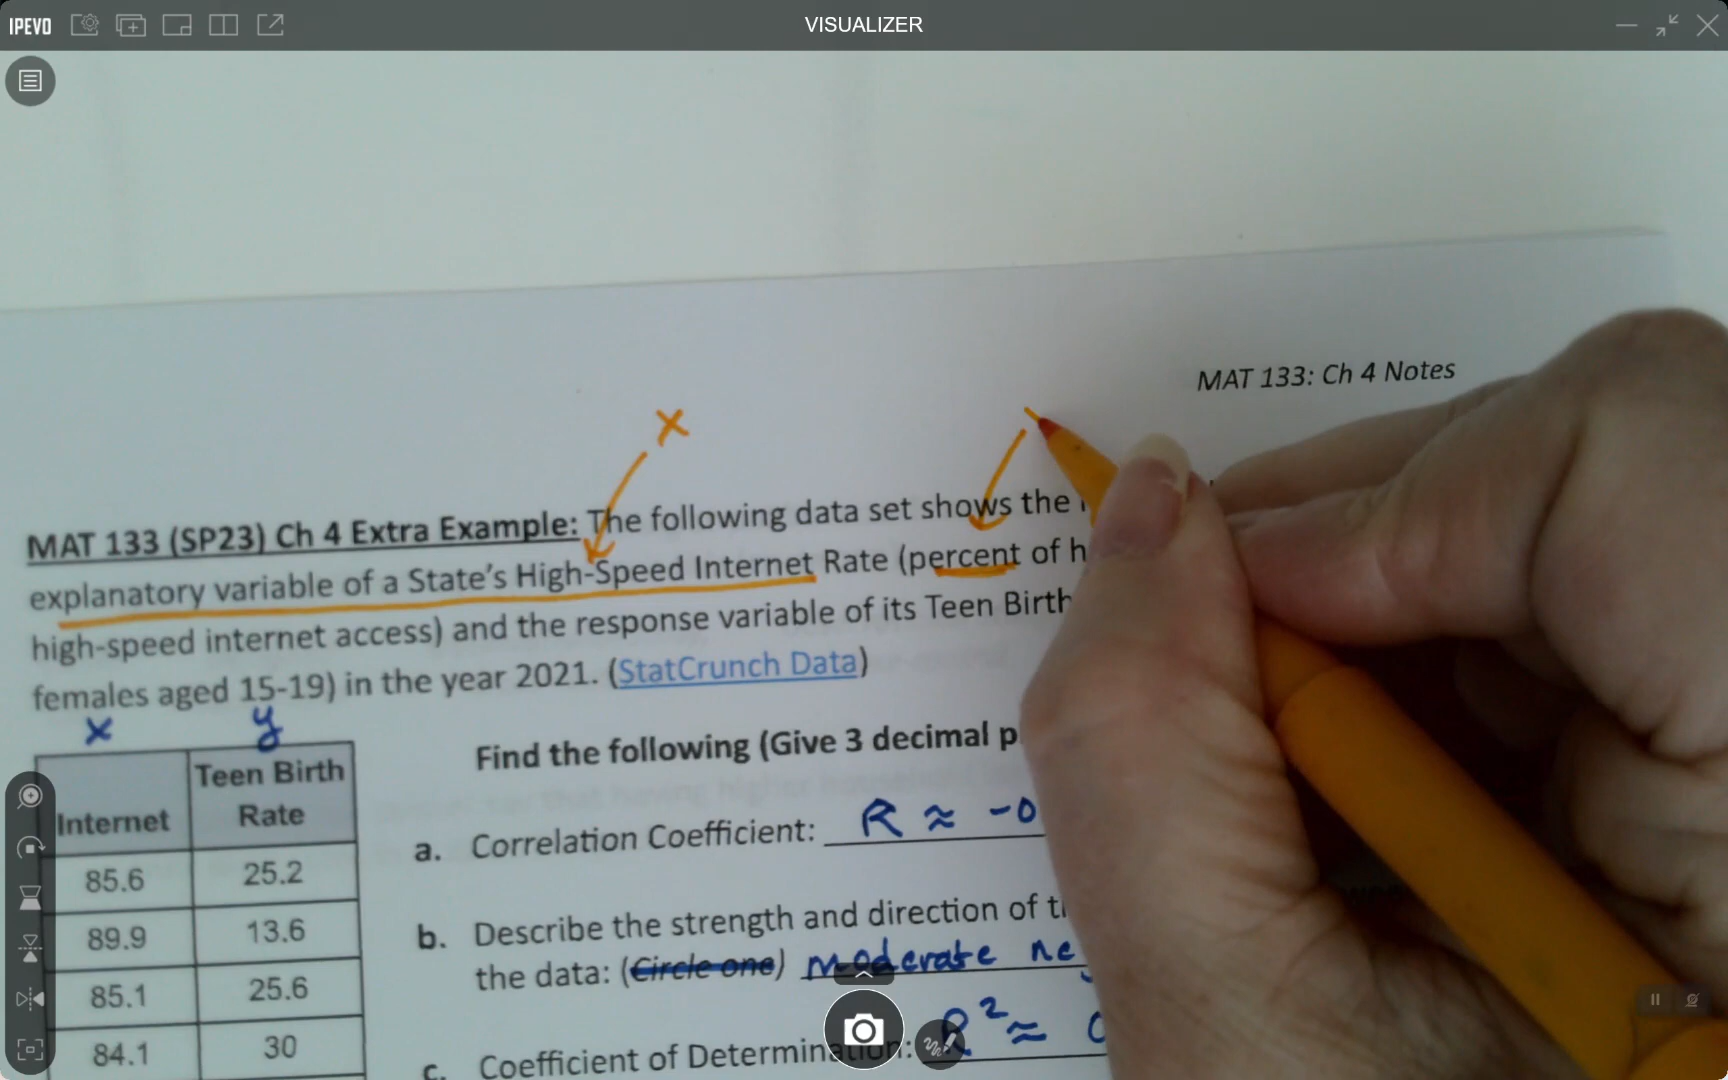 IPEVO
VISUALIZER
MAT 133: Ch 4 Notes
x
MAT 133 (SP23) Ch 4 Extra Example: The following data set shows the
explanatory variable of a State's High-Speed Internet Rate (percent of h
high-speed internet access) and the response variable of its Teen Birth
females aged 15-19) in the year 2021. (StatCrunch Data)
x y
Internet Teen Birth Rate
85.6 25.2
89.9 13.6
85.1 25.6
84.1 30
Find the following (Give 3 decimal p
a. Correlation Coefficient: R ≈ -0
b. Describe the strength and direction of t
the data: (Circle one) moderate ne
c. Coefficient of Determination: R² ≈ 0